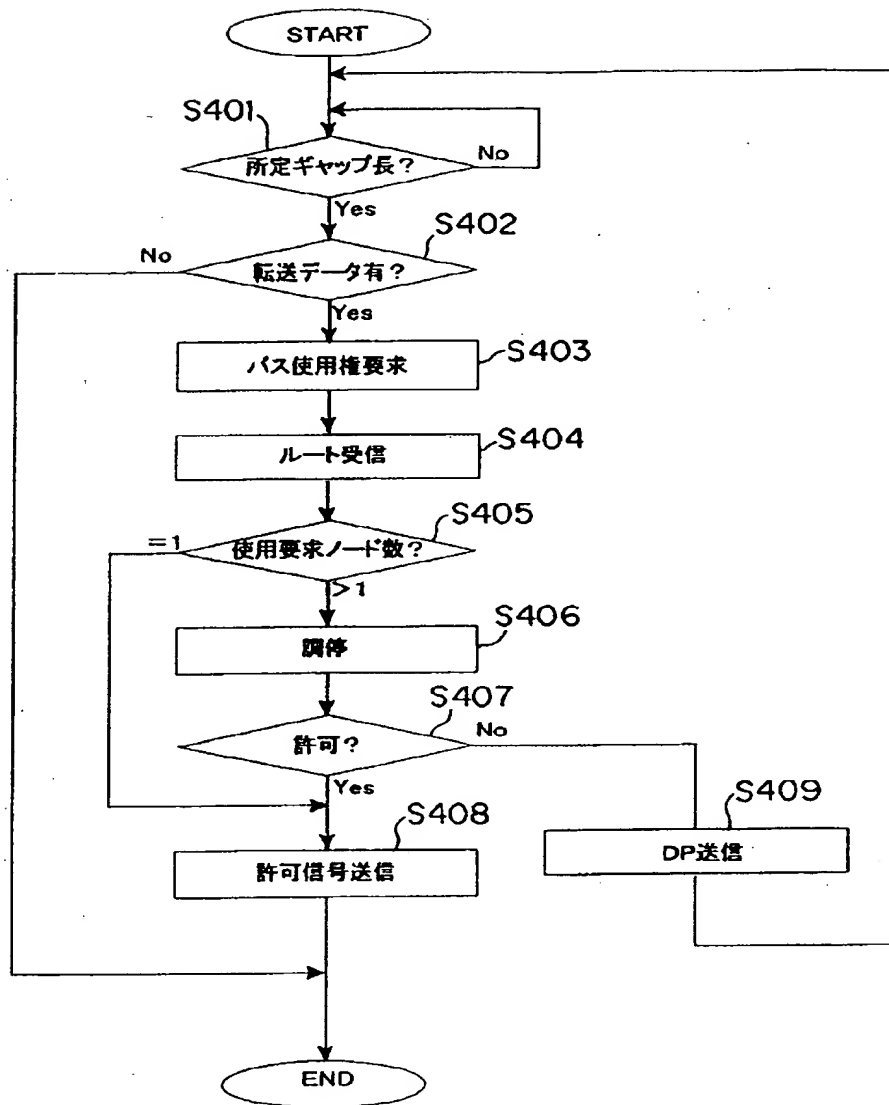 START
S401
所定ギャップ長?
No
Yes
S402
No
転送データ有?
Yes
S403
バス使用権要求
S404
ルート受信
S405
=1
使用要求ノード数?
>1
S406
調停
S407
No
許可?
Yes
S408
S409
許可信号送信
DP送信
END